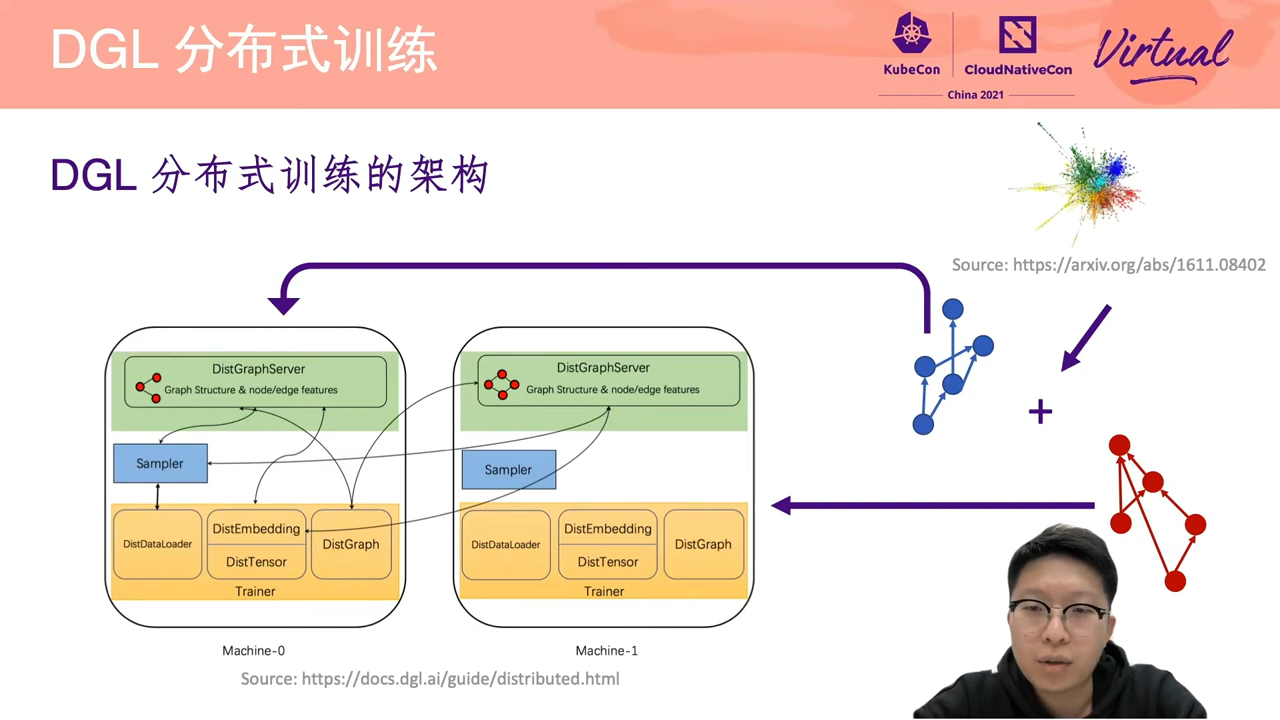 DGL 分布式训练
KubeCon
CloudNativeCon
China 2021
Virtual
DGL 分布式训练的架构
Source: https://arxiv.org/abs/1611.08402
DistGraphServer
Graph Structure & node/edge features
Sampler
DistDataLoader
DistEmbedding
DistTensor
DistGraph
Trainer
Machine-0
DistGraphServer
Graph Structure & node/edge features
Sampler
DistDataLoader
DistEmbedding
DistTensor
DistGraph
Trainer
Machine-1
+
Source: https://docs.dgl.ai/guide/distributed.html